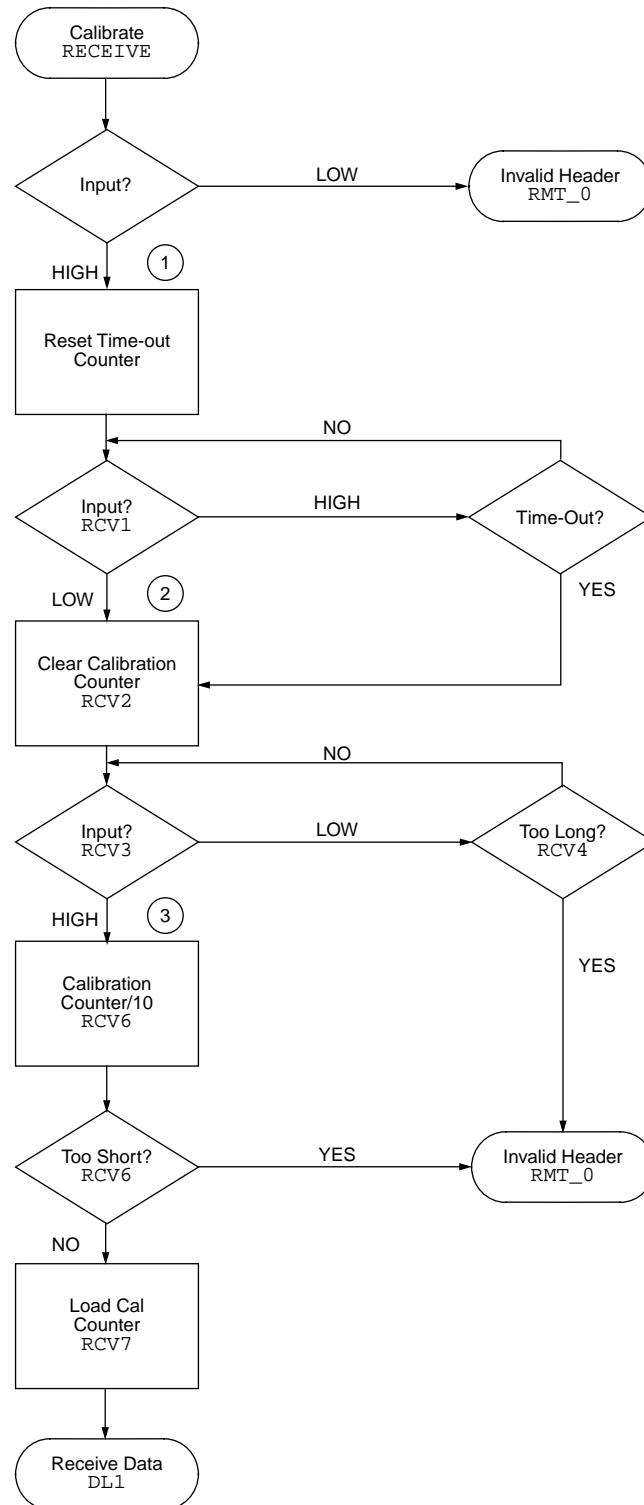 Calibrate
RECEIVE
Input?
LOW
Invalid Header
RMT_0
HIGH
1
Reset Time-out
Counter
NO
Input?
RCV1
HIGH
Time-Out?
LOW
2
YES
Clear Calibration
Counter
RCV2
NO
Input?
RCV3
LOW
Too Long?
RCV4
HIGH
3
Calibration
Counter/10
RCV6
YES
Too Short?
RCV6
YES
Invalid Header
RMT_0
NO
Load Cal
Counter
RCV7
Receive Data
DL1